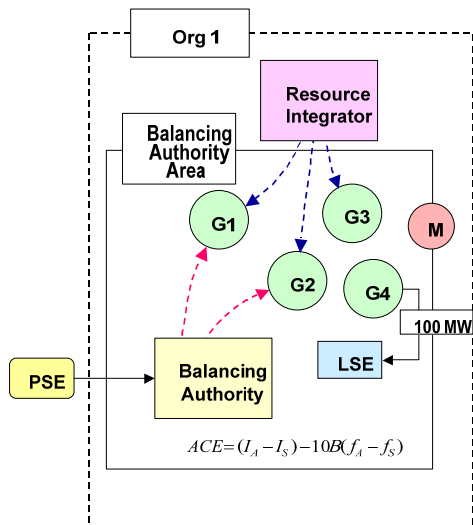 Org 1
Resource
Integrator
Balancing
Authority
Area
G1
G3
M
G2
G4
100 MW
PSE
Balancing
Authority
LSE
ACE=(I_A−I_S)−10B(f_A−f_S)